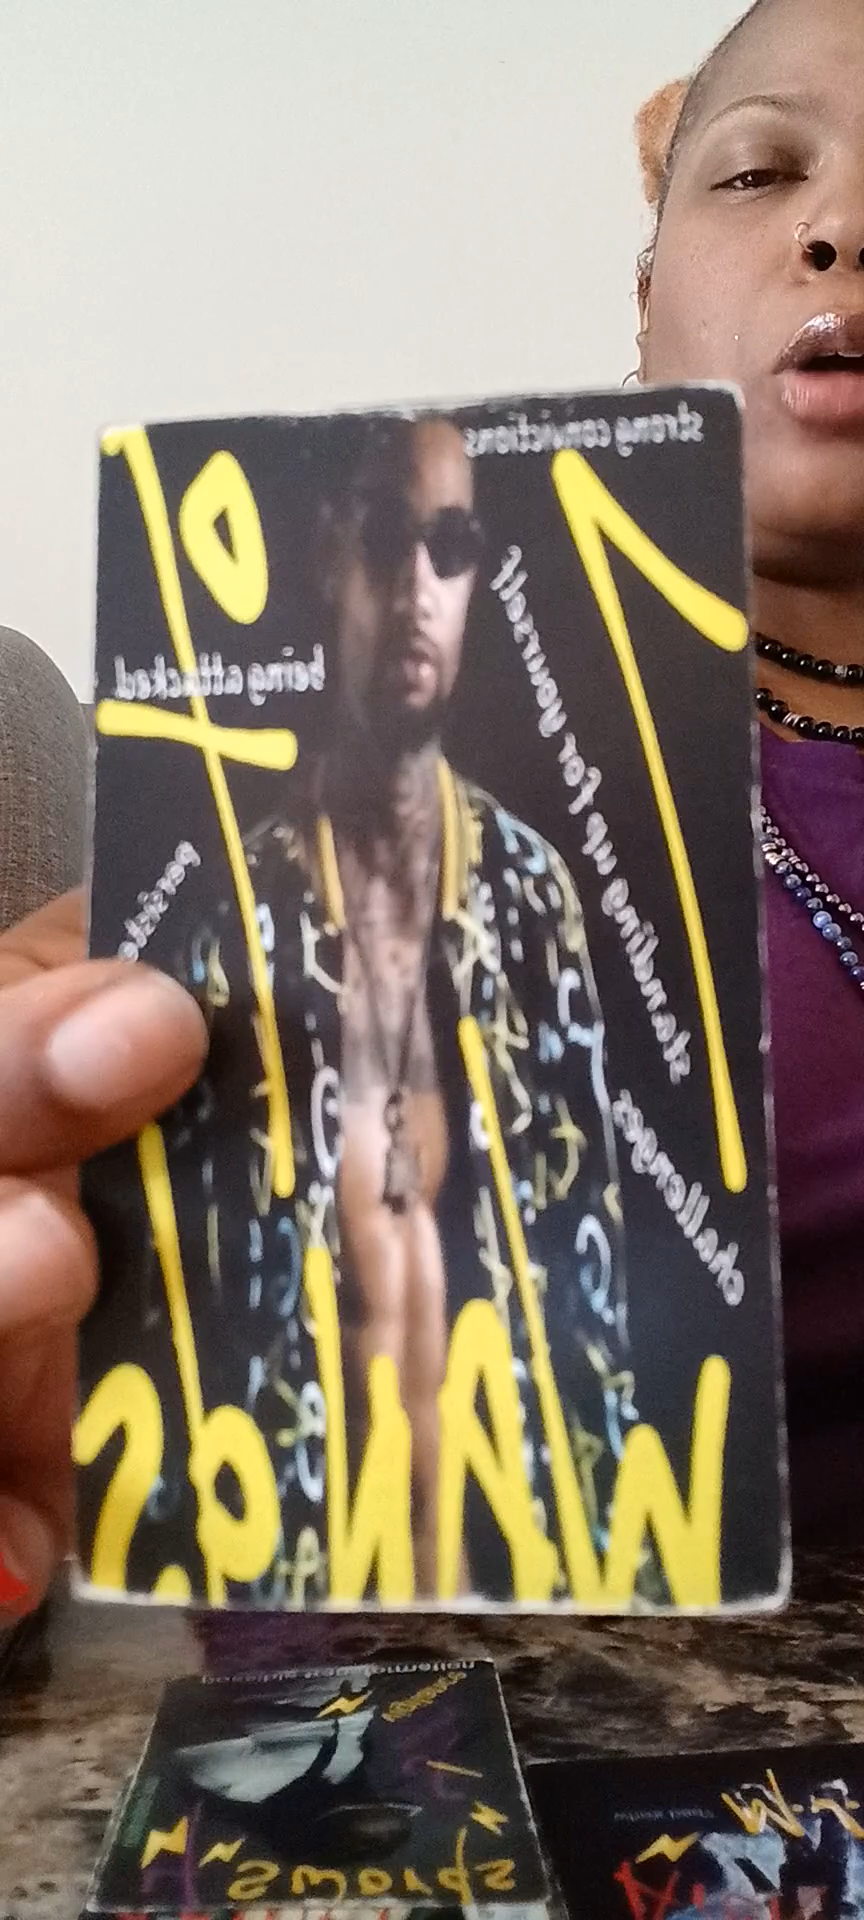 strong convictions
7 of
being attacked
standing up for yourself
challenges
WANdS
Swords